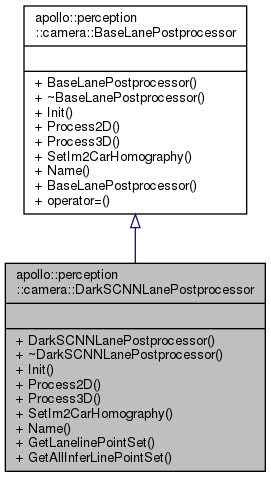 apollo::perception
::camera::BaseLanePostprocessor
+ BaseLanePostprocessor()
+ ~BaseLanePostprocessor()
+ Init()
+ Process2D()
+ Process3D()
+ SetIm2CarHomography()
+ Name()
+ BaseLanePostprocessor()
+ operator=()
apollo::perception
::camera::DarkSCNNLanePostprocessor
+ DarkSCNNLanePostprocessor()
+ ~DarkSCNNLanePostprocessor()
+ Init()
+ Process2D()
+ Process3D()
+ SetIm2CarHomography()
+ Name()
+ GetLanelinePointSet()
+ GetAllInferLinePointSet()